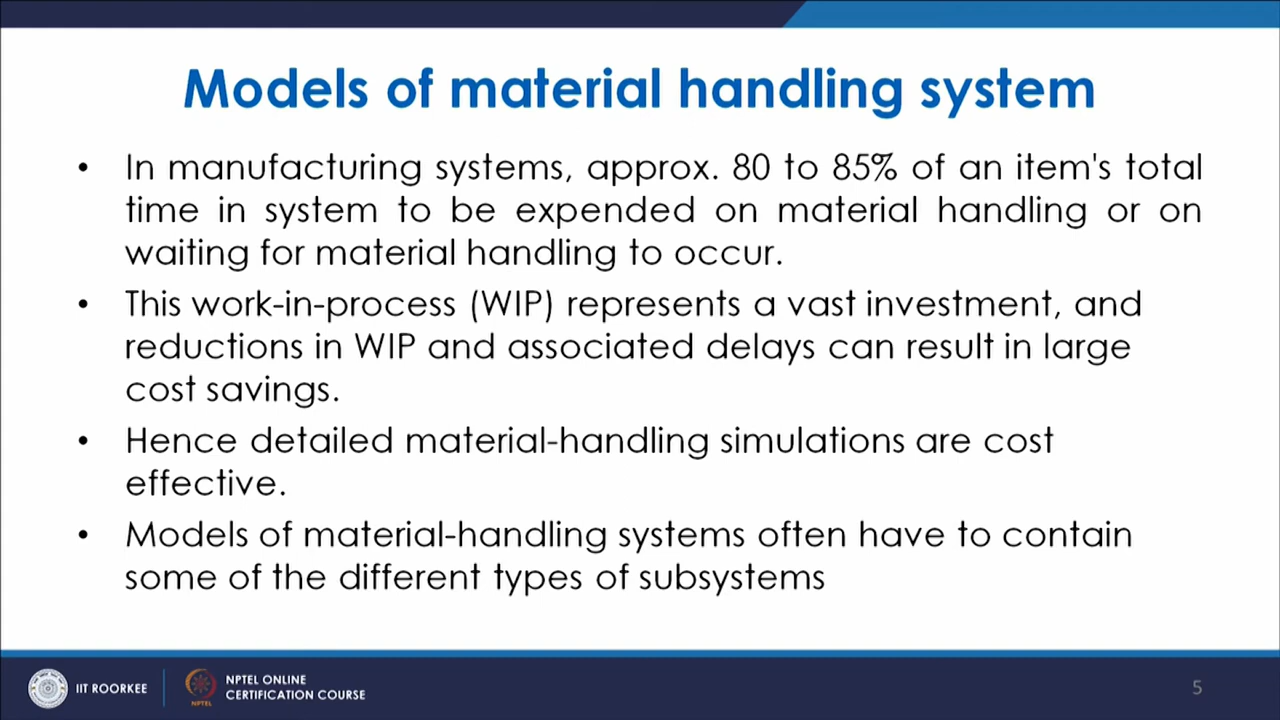 Models of material handling system
• In manufacturing systems, approx. 80 to 85% of an item's total
time in system to be expended on material handling or on
waiting for material handling to occur.
• This work-in-process (WIP) represents a vast investment, and
reductions in WIP and associated delays can result in large
cost savings.
• Hence detailed material-handling simulations are cost
effective.
• Models of material-handling systems often have to contain
some of the different types of subsystems
IIT ROORKEE
NPTEL
NPTEL ONLINE
CERTIFICATION COURSE
5